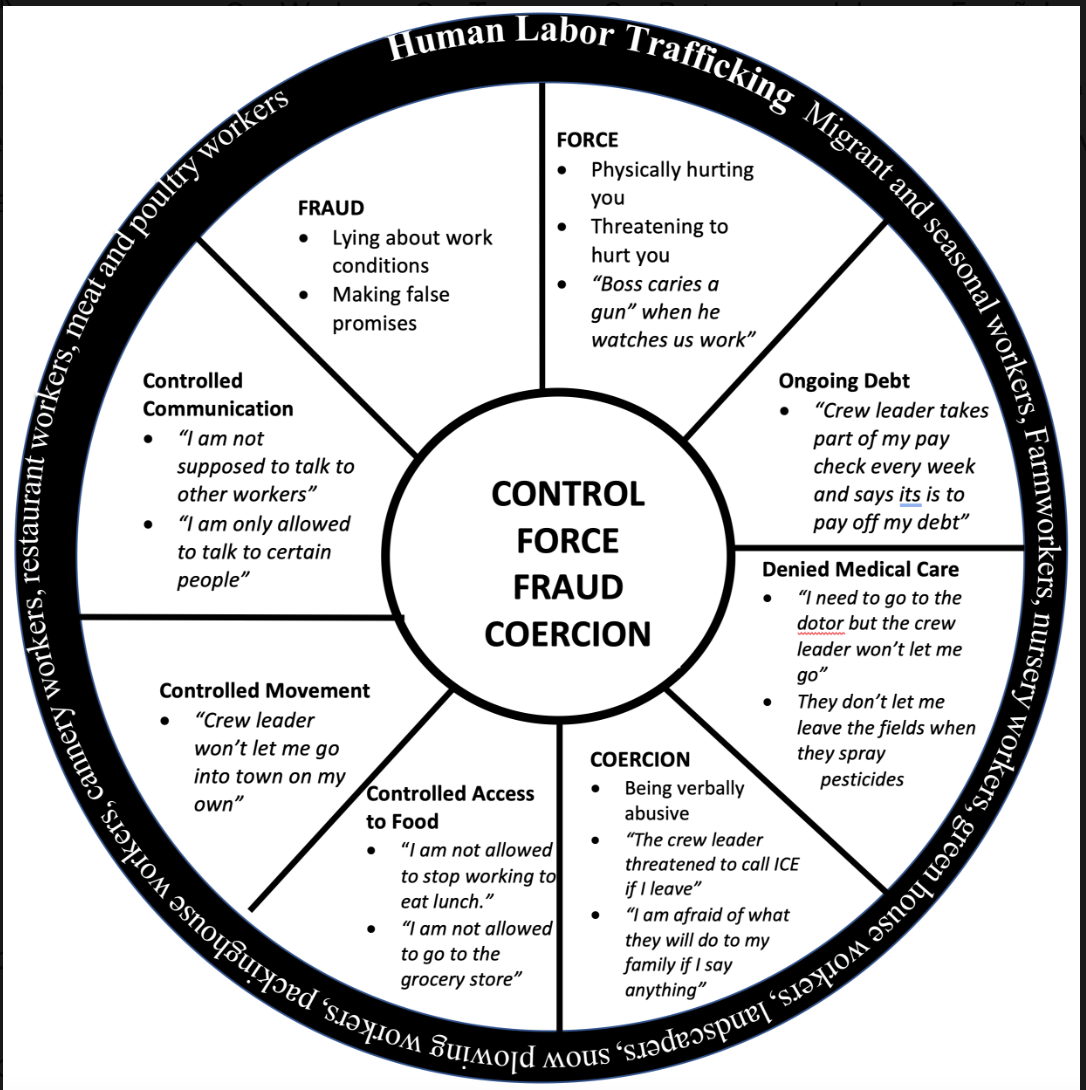 Human Labor Trafficking Migrant and seasonal workers, Farmworkers, nursery workers, green house workers, landscapers, snow plowing workers, packinghouse workers, cannery workers, restaurant workers, meat and poultry workers
FORCE
• Physically hurting
you
• Threatening to
hurt you
• “Boss caries a
gun” when he
watches us work”
Ongoing Debt
• “Crew leader takes
part of my pay
check every week
and says its is to
pay off my debt”
Denied Medical Care
• “I need to go to the
dotor but the crew
leader won’t let me
go”
• They don’t let me
leave the fields when
they spray
pesticides
COERCION
• Being verbally
abusive
• “The crew leader
threatened to call ICE
if I leave”
• “I am afraid of what
they will do to my
family if I say
anything”
Controlled Access
to Food
• “I am not allowed
to stop working to
eat lunch.”
• “I am not allowed
to go to the
grocery store”
Controlled Movement
• “Crew leader
won’t let me go
into town on my
own”
Controlled
Communication
• “I am not
supposed to talk to
other workers”
• “I am only allowed
to talk to certain
people”
FRAUD
• Lying about work
conditions
• Making false
promises
CONTROL
FORCE
FRAUD
COERCION